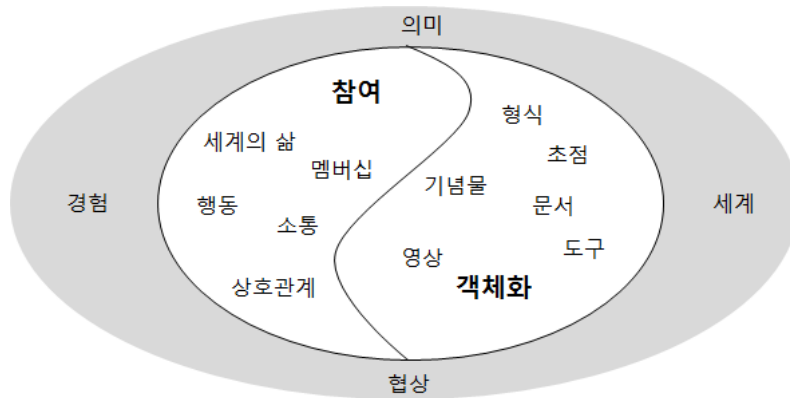 의미
참여
형식
세계의 삶
초점
멤버십
기념물
경험
행동
문서
세계
소통
도구
영상
상호관계
객체화
협상